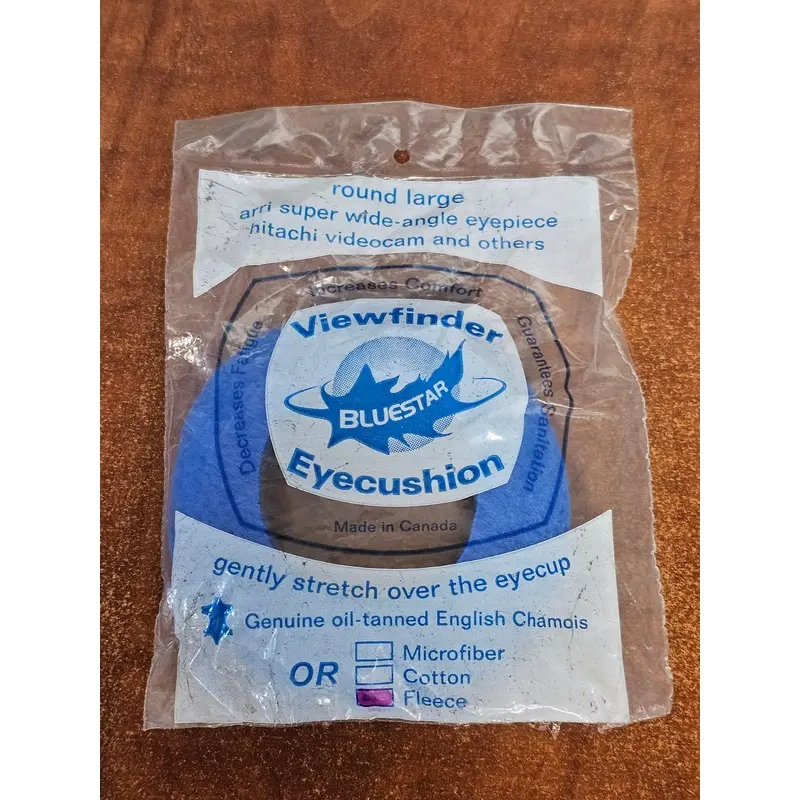 round large
arri super wide-angle eyepiece
hitachi videocam and others
Increases Comfort
Decreases Fatigue
Guarantees Sanitation
Viewfinder
BLUESTAR
Eyecushion
Made in Canada
gently stretch over the eyecup
Genuine oil-tanned English Chamois
OR
Microfiber
Cotton
Fleece